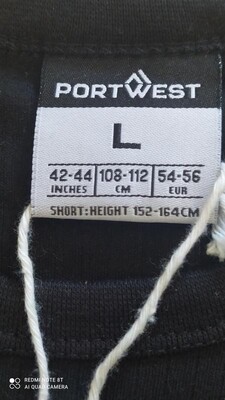 PORTWEST
L
42-44 108-112 54-56
INCHES CM EUR
SHORT:HEIGHT 152-164CM
REDMI NOTE 8T
AI QUAD CAMERA